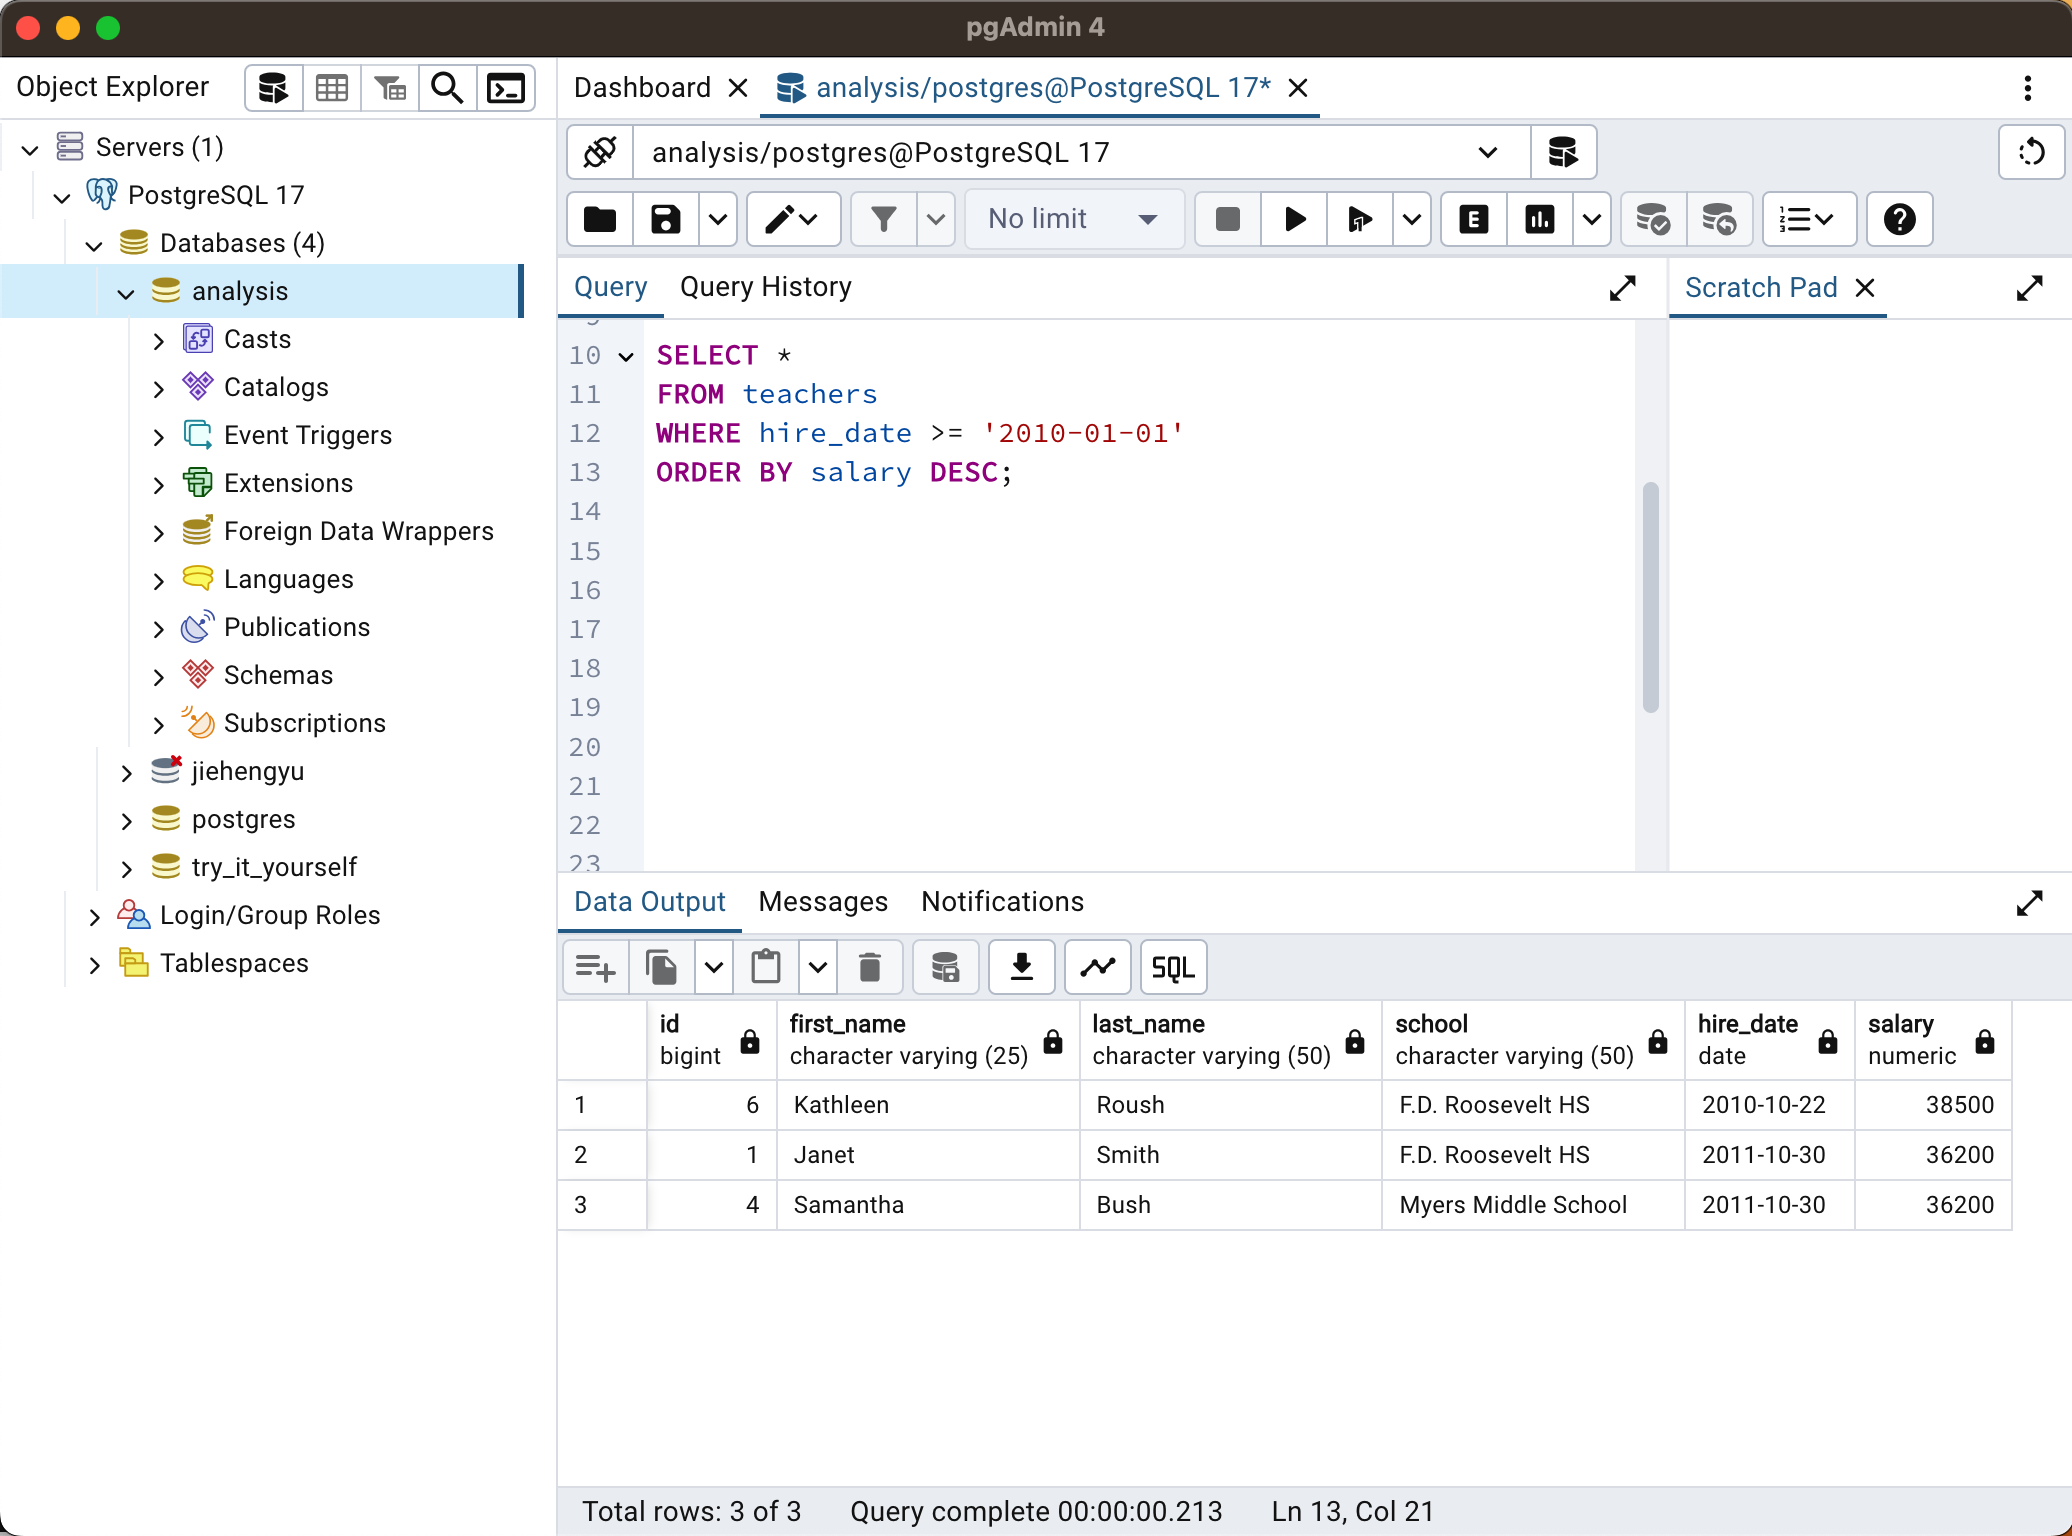 pgAdmin 4
Object Explorer
Servers (1)
PostgreSQL 17
Databases (4)
analysis
Casts
Catalogs
Event Triggers
Extensions
Foreign Data Wrappers
Languages
Publications
Schemas
Subscriptions
jiehengyu
postgres
try_it_yourself
Login/Group Roles
Tablespaces
Dashboard analysis/postgres@PostgreSQL 17*
analysis/postgres@PostgreSQL 17
No limit E
Query Query History Scratch Pad
10 SELECT *
11 FROM teachers
12 WHERE hire_date >= '2010-01-01'
13 ORDER BY salary DESC;
14
15
16
17
18
19
20
21
22
23
Data Output Messages Notifications
SQL
id first_name last_name school hire_date salary
bigint character varying (25) character varying (50) character varying (50) date numeric
1 6 Kathleen Roush F.D. Roosevelt HS 2010-10-22 38500
2 1 Janet Smith F.D. Roosevelt HS 2011-10-30 36200
3 4 Samantha Bush Myers Middle School 2011-10-30 36200
Total rows: 3 of 3 Query complete 00:00:00.213 Ln 13, Col 21